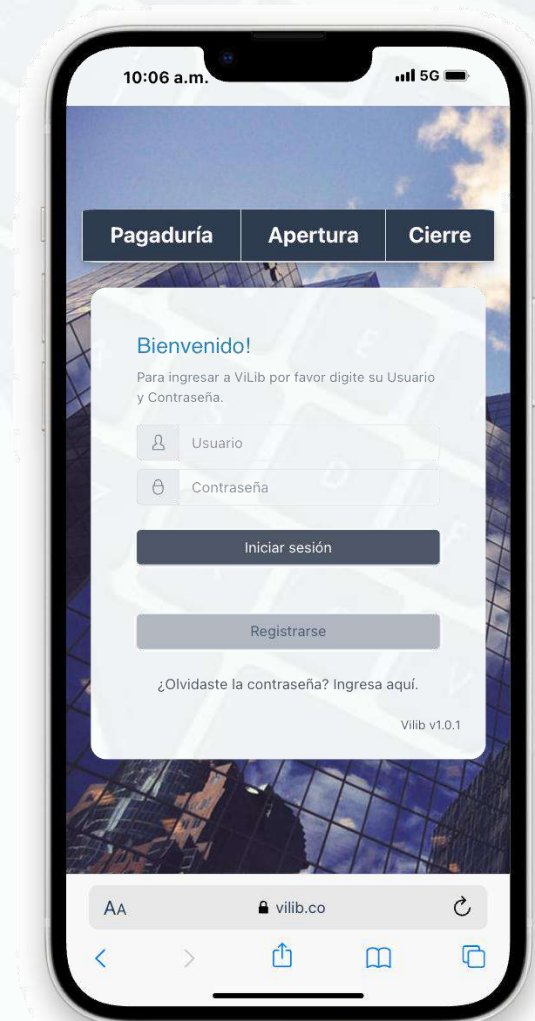 10:06 a.m.
5G
Pagaduría Apertura Cierre
Bienvenido!
Para ingresar a ViLib por favor digite su Usuario
y Contraseña.
Usuario
Contraseña
Iniciar sesión
Registrarse
¿Olvidaste la contraseña? Ingresa aquí.
Vilib v1.0.1
AA vilib.co